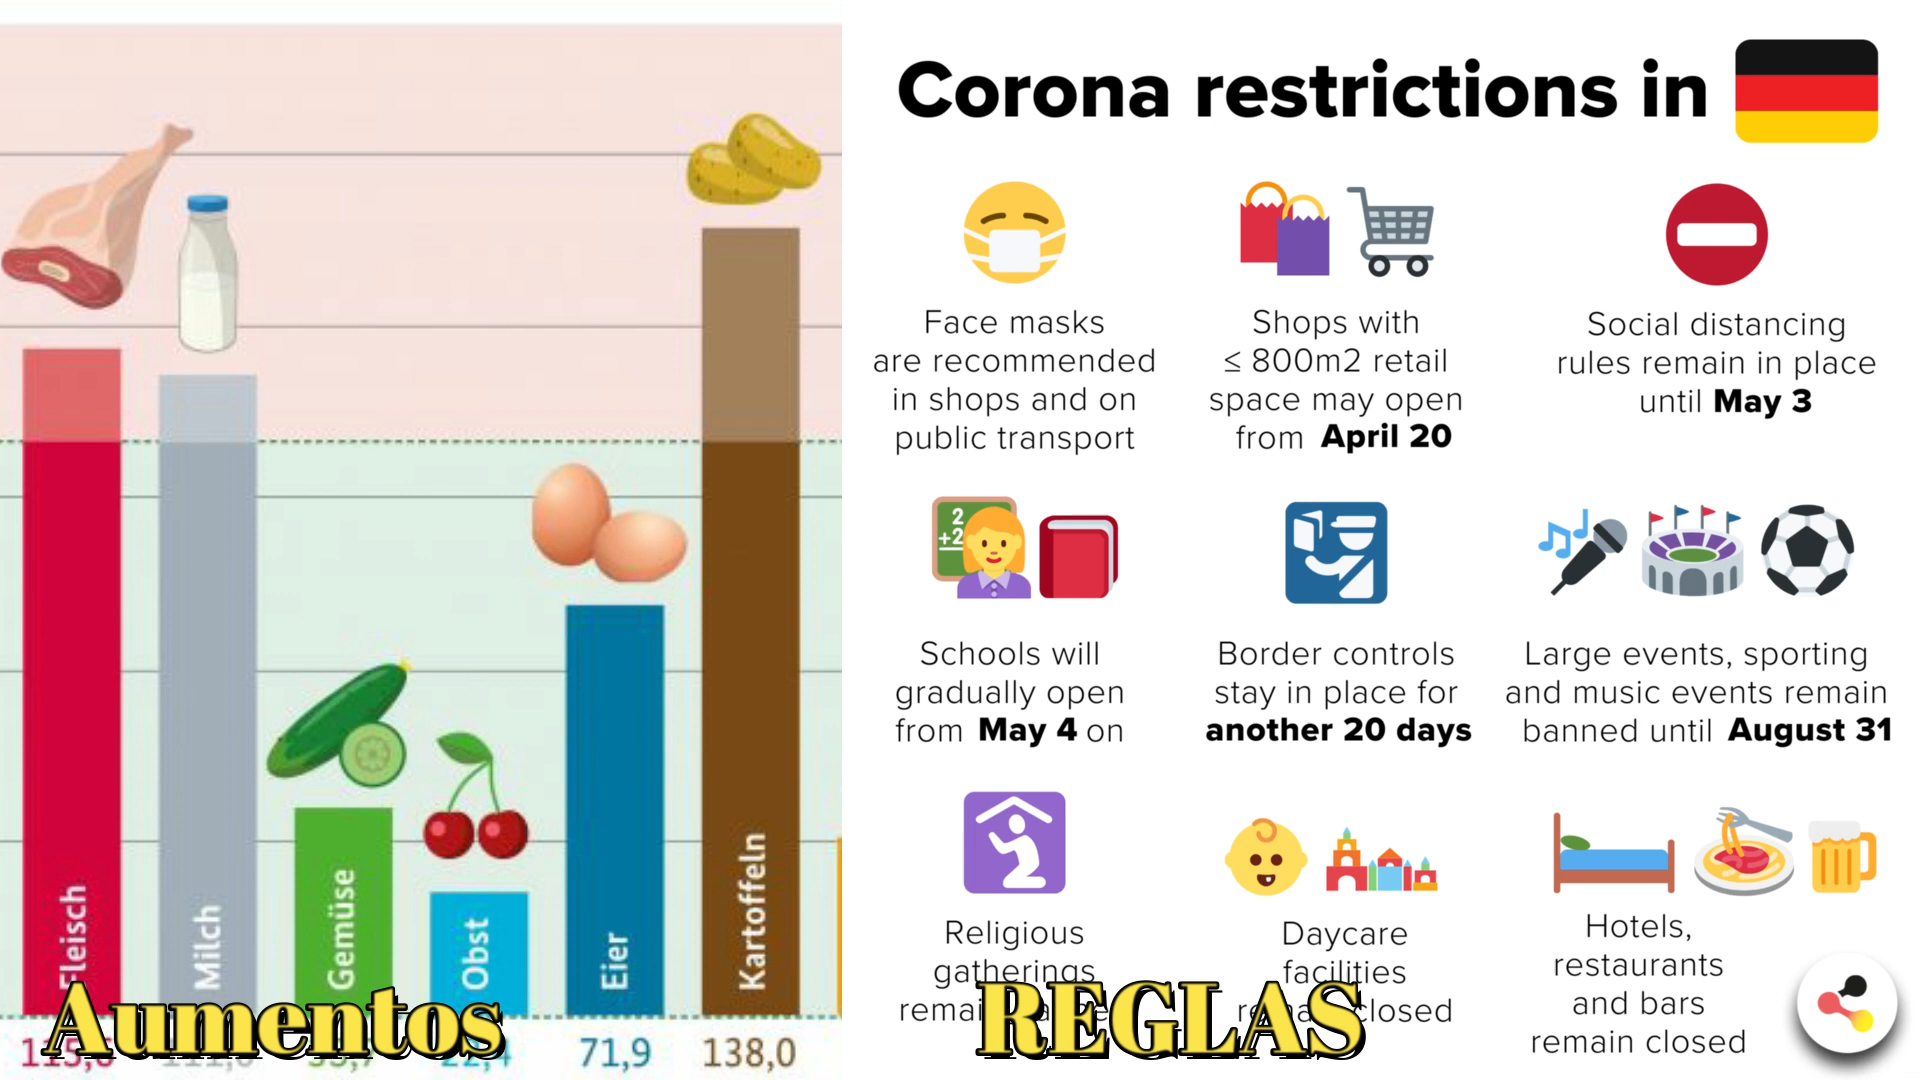 Fleisch
Milch
Gemüse
Obst
Eier
Kartoffeln
Aumentos
71,9
138,0
Corona restrictions in
Face masks
are recommended
in shops and on
public transport
Shops with
≤ 800m2 retail
space may open
from April 20
Social distancing
rules remain in place
until May 3
2
+2
Schools will
gradually open
from May 4 on
Border controls
stay in place for
another 20 days
Large events, sporting
and music events remain
banned until August 31
Religious
gatherings
Daycare
facilities
closed
Hotels,
restaurants
and bars
remain closed
REGLAS